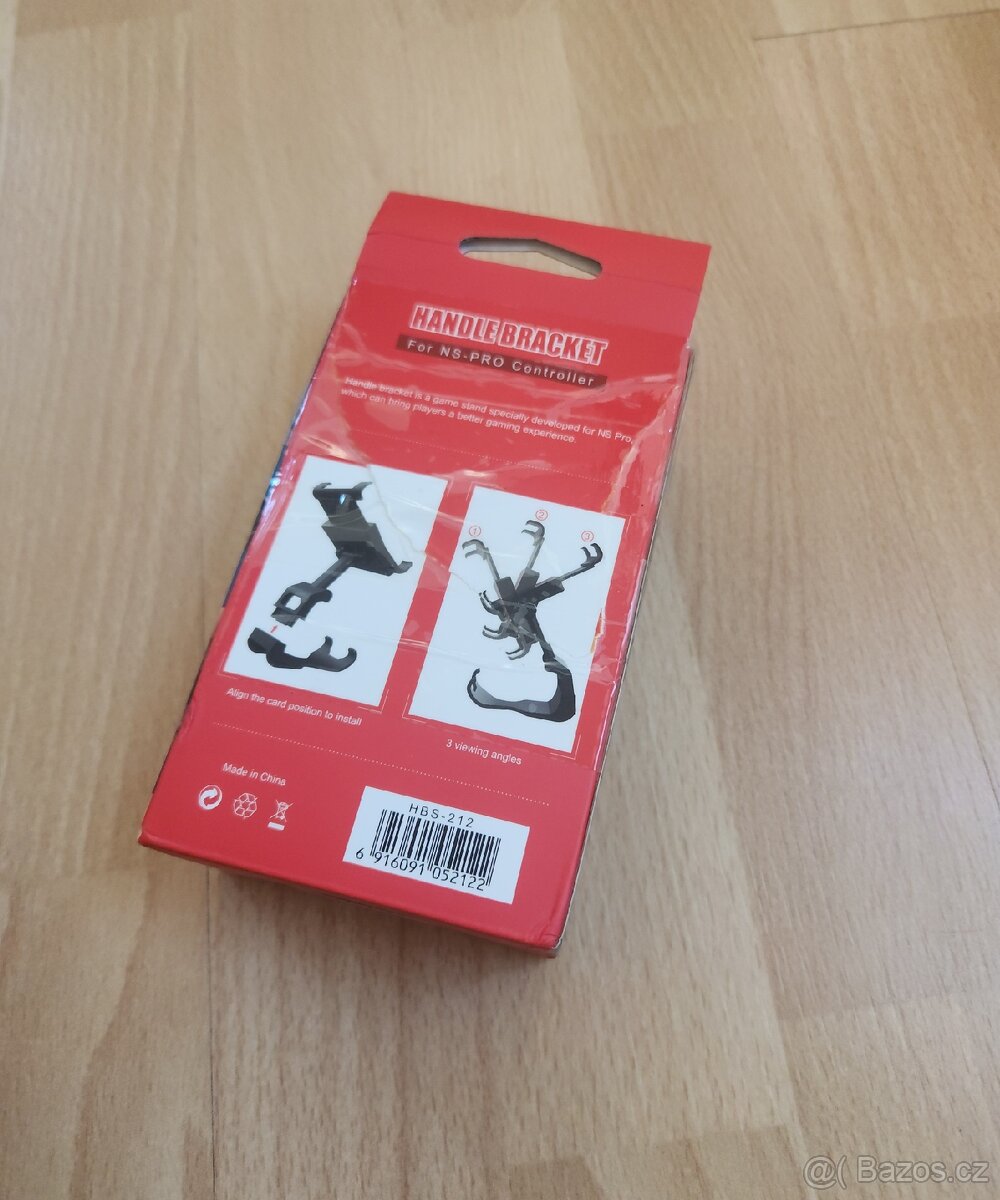 HANDLE BRACKET
For NS-PRO Controller
Handle bracket is a game stand specially developed for NS Pro,
which can bring players a better gaming experience.
① ② ③
Align the card position to install
3 viewing angles
Made in China
HBS-212
6 916091 052122
@( Bazos.cz